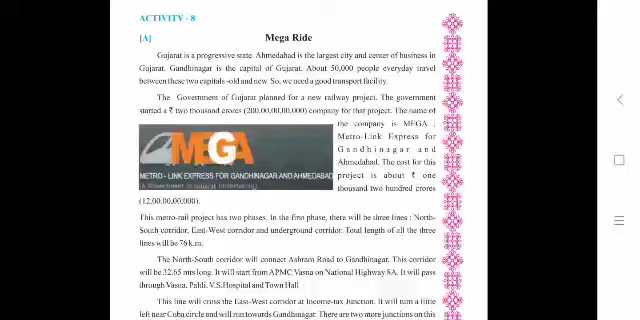 ACTIVITY - 8
[A]
Mega Ride
Gujarat is a progressive state. Ahmedabad is the largest city and center of business in
Gujarat. Gandhinagar is the capital of Gujarat. About 50,000 people everyday travel
between these two capitals -old and new. So, we need a good transport facility.
The Government of Gujarat planned for a new railway project. The government
started a ₹ two thousand crores (200,00,00,00,000) company for that project. The name of
the company is MEGA :
Metro-Link Express for
Gandhinagar and
Ahmedabad. The cost for this
project is about ₹ one
thousand two hundred crores
MEGA
METRO - LINK EXPRESS FOR GANDHINAGAR AND AHMEDABAD
(A Government of Gujarat Undertaking)
(12,00,00,00,000).
This metro-rail project has two phases. In the first phase, there will be three lines : North-
South corridor, East-West corridor and underground corridor. Total length of all the three
lines will be 76 k.m.
The North-South corridor will connect Ashram Road to Gandhinagar. This corridor
will be 32.65 mts long. It will start from APMC Vasna on National Highway 8A. It will pass
through Vasna, Paldi, V.S.Hospital and Town Hall
This line will cross the East-West corridor at Income-tax Junction. It will turn a little
left near Coba circle and will run towards Gandhinagar. There are two more junctions on this